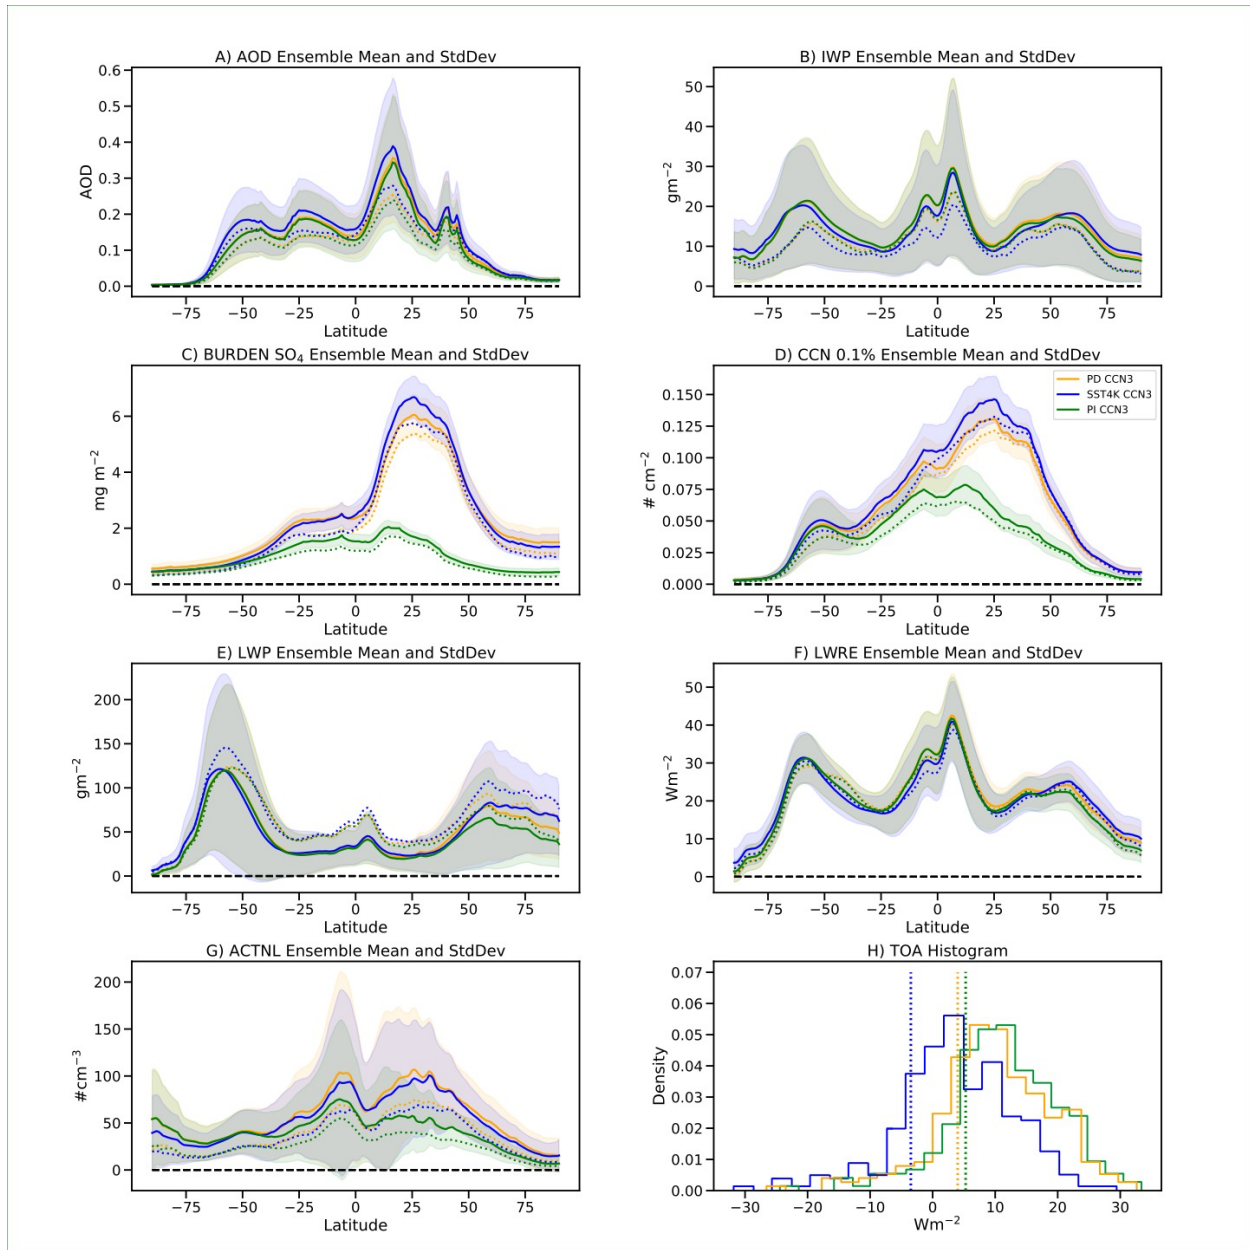 A) AOD Ensemble Mean and StdDev
AOD
0.6
0.5
0.4
0.3
0.2
0.1
0.0
−75 −50 −25 0 25 50 75
Latitude
B) IWP Ensemble Mean and StdDev
gm⁻²
50
40
30
20
10
0
−75 −50 −25 0 25 50 75
Latitude
C) BURDEN SO₄ Ensemble Mean and StdDev
mg m⁻²
6
4
2
0
−75 −50 −25 0 25 50 75
Latitude
D) CCN 0.1% Ensemble Mean and StdDev
# cm⁻²
0.150
0.125
0.100
0.075
0.050
0.025
0.000
PD CCN3
SST4K CCN3
PI CCN3
−75 −50 −25 0 25 50 75
Latitude
E) LWP Ensemble Mean and StdDev
gm⁻²
200
150
100
50
0
−75 −50 −25 0 25 50 75
Latitude
F) LWRE Ensemble Mean and StdDev
Wm⁻²
50
40
30
20
10
0
−75 −50 −25 0 25 50 75
Latitude
G) ACTNL Ensemble Mean and StdDev
#cm⁻³
200
150
100
50
0
−75 −50 −25 0 25 50 75
Latitude
H) TOA Histogram
Density
0.07
0.06
0.05
0.04
0.03
0.02
0.01
0.00
−30 −20 −10 0 10 20 30
Wm⁻²